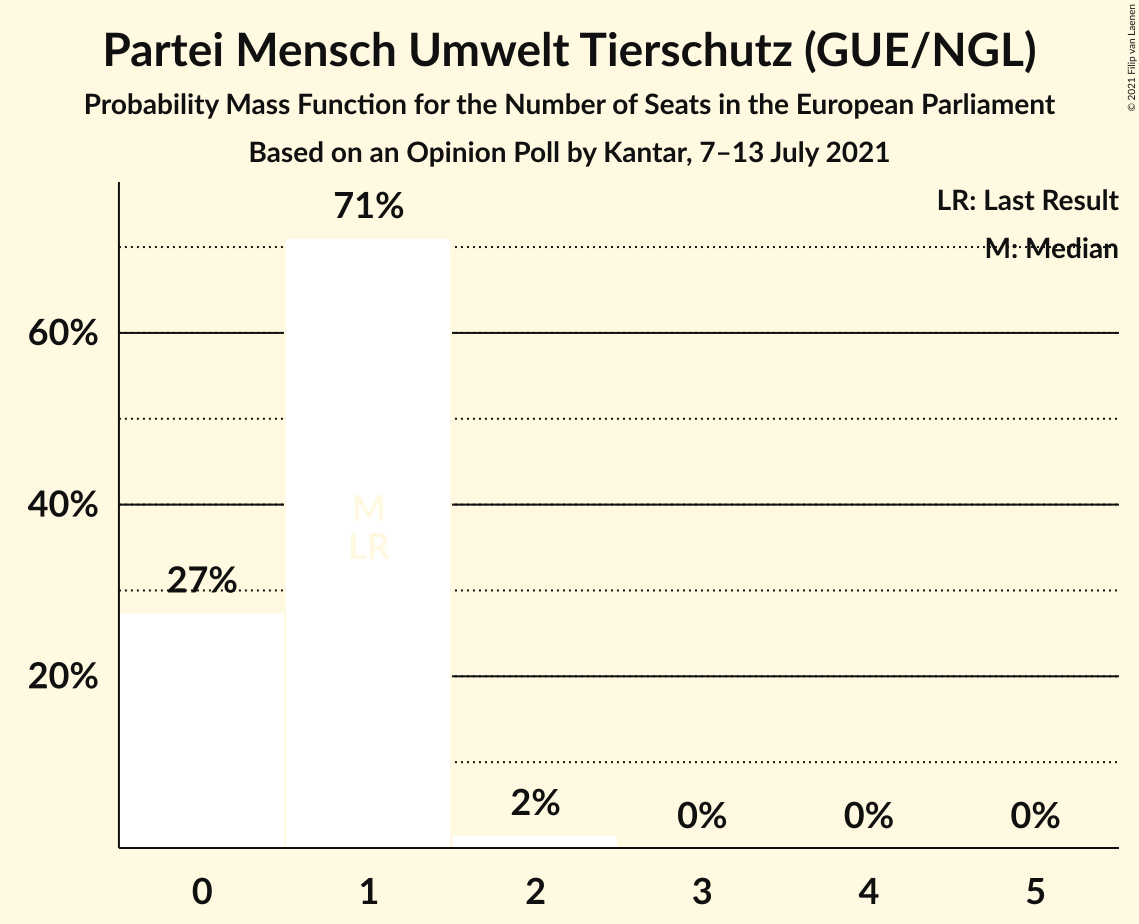 Partei Mensch Umwelt Tierschutz (GUE/NGL)
Probability Mass Function for the Number of Seats in the European Parliament
Based on an Opinion Poll by Kantar, 7–13 July 2021
© 2021 Filip van Laenen
LR: Last Result
M: Median
71%
60%
40%
20%
27%
M
LR
2%
0%
0%
0%
0
1
2
3
4
5